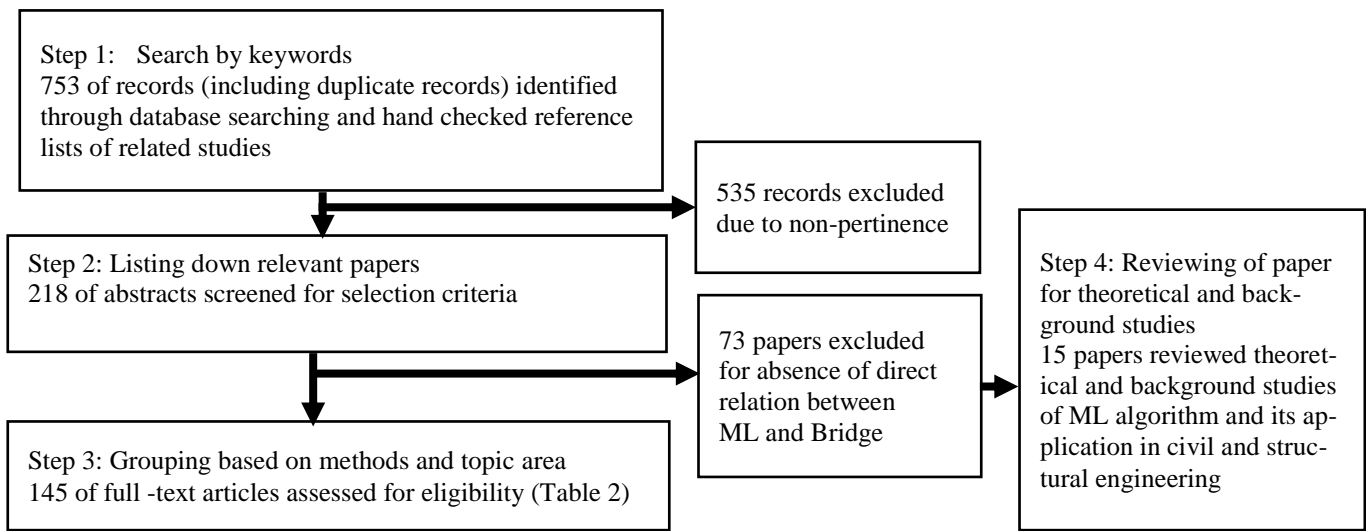 Step 1: Search by keywords
753 of records (including duplicate records) identified
through database searching and hand checked reference
lists of related studies
535 records excluded
due to non-pertinence
Step 2: Listing down relevant papers
218 of abstracts screened for selection criteria
73 papers excluded
for absence of direct
relation between
ML and Bridge
Step 3: Grouping based on methods and topic area
145 of full -text articles assessed for eligibility (Table 2)
Step 4: Reviewing of paper
for theoretical and back-
ground studies
15 papers reviewed theoret-
ical and background studies
of ML algorithm and its ap-
plication in civil and struc-
tural engineering